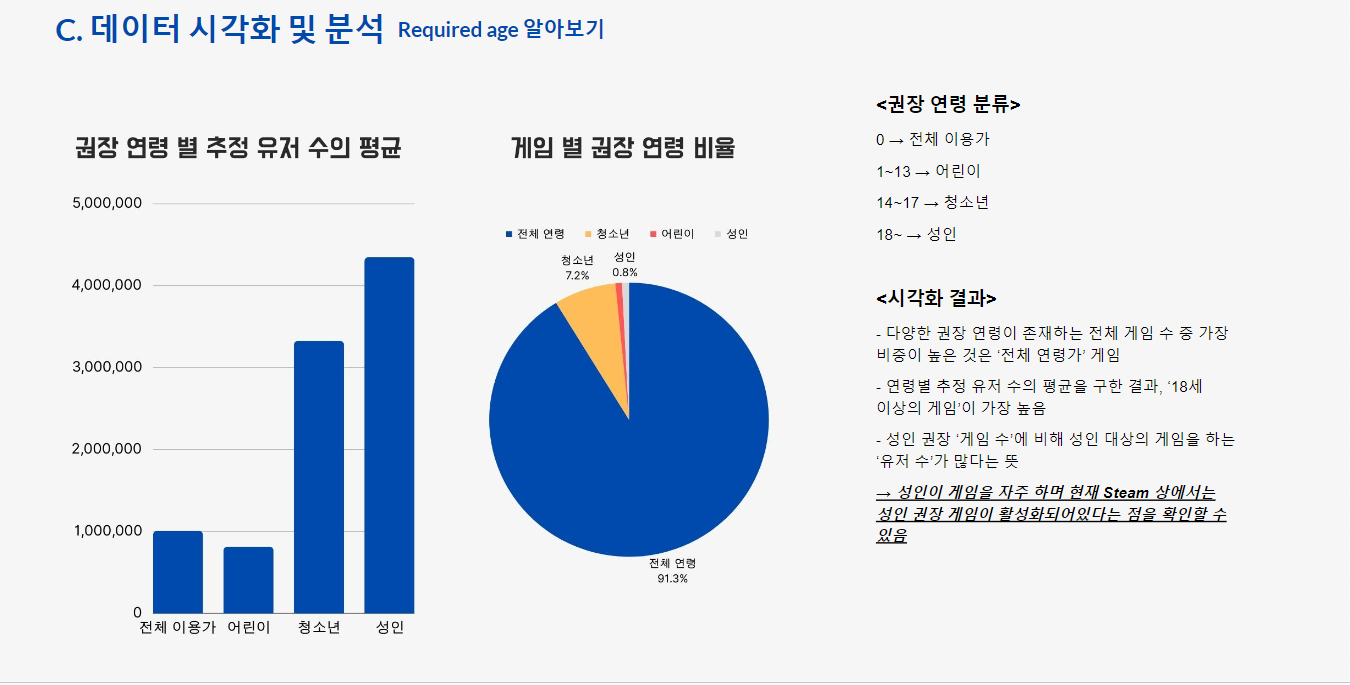 C. 데이터 시각화 및 분석 Required age 알아보기
권장 연령 별 추정 유저 수의 평균
5,000,000
4,000,000
3,000,000
2,000,000
1,000,000
0
전체 이용가 어린이 청소년 성인
게임 별 권장 연령 비율
전체 연령 청소년 어린이 성인
청소년
7.2%
성인
0.8%
전체 연령
91.3%
<권장 연령 분류>
0 → 전체 이용가
1~13 → 어린이
14~17 → 청소년
18~ → 성인
<시각화 결과>
- 다양한 권장 연령이 존재하는 전체 게임 수 중 가장
비중이 높은 것은 ‘전체 연령가’ 게임
- 연령별 추정 유저 수의 평균을 구한 결과, ‘18세
이상의 게임’이 가장 높음
- 성인 권장 ‘게임 수’에 비해 성인 대상의 게임을 하는
‘유저 수’가 많다는 뜻
→ 성인이 게임을 자주 하며 현재 Steam 상에서는
성인 권장 게임이 활성화되어있다는 점을 확인할 수
있음